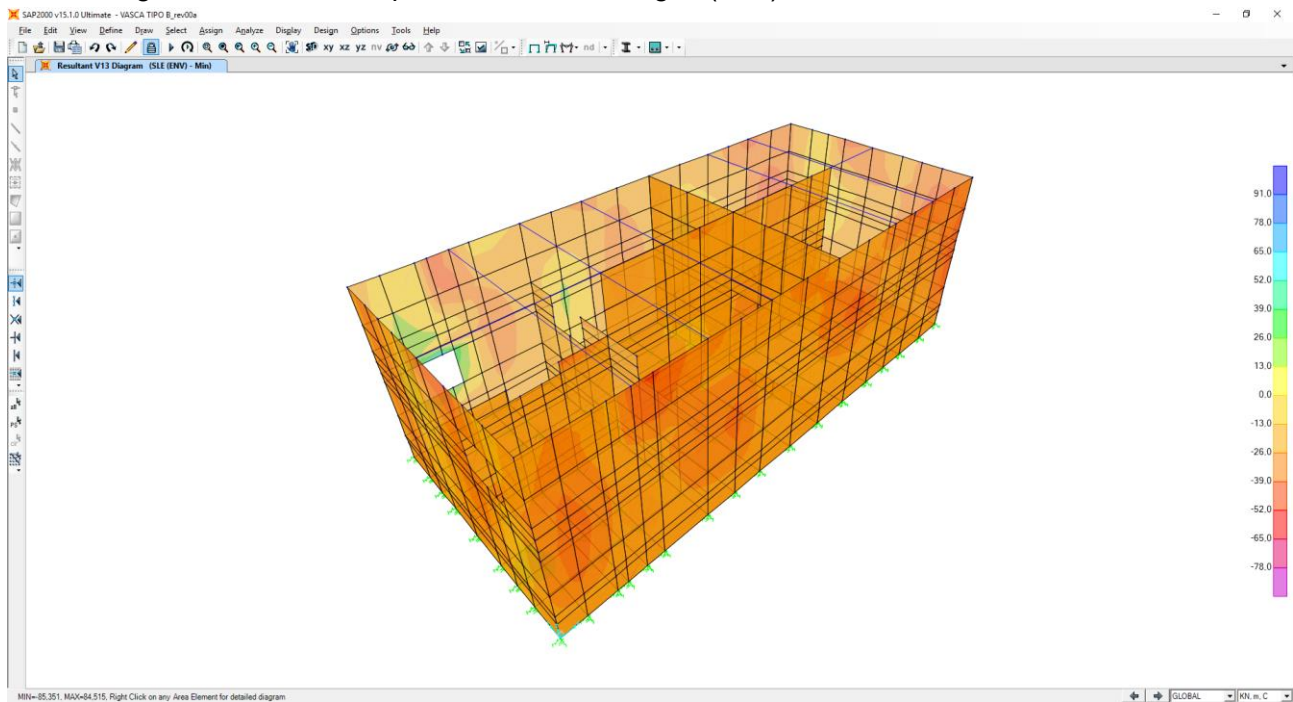 SAP2000 v15.1.0 Ultimate - VASCA TIPO B_rev00a
File Edit View Define Draw Select Assign Analyze Display Design Options Tools Help
xy xz yz nv nd
Resultant V13 Diagram (SLE (ENV) - Min)
91.0
78.0
65.0
52.0
39.0
26.0
13.0
0.0
-13.0
-26.0
-39.0
-52.0
-65.0
-78.0
MIN=-85,351, MAX=84,515, Right Click on any Area Element for detailed diagram
GLOBAL
KN, m, C